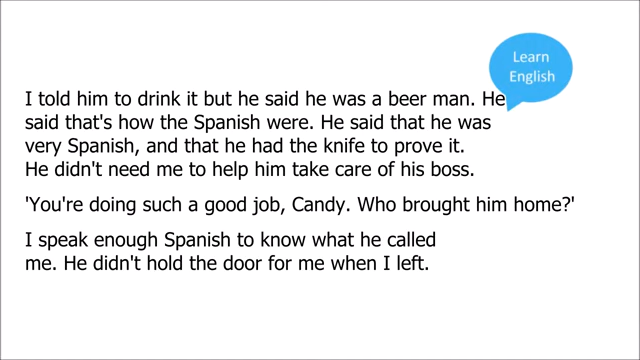 Learn
English
I told him to drink it but he said he was a beer man. He
said that's how the Spanish were. He said that he was
very Spanish, and that he had the knife to prove it.
He didn't need me to help him take care of his boss.
'You're doing such a good job, Candy. Who brought him home?'
I speak enough Spanish to know what he called
me. He didn't hold the door for me when I left.